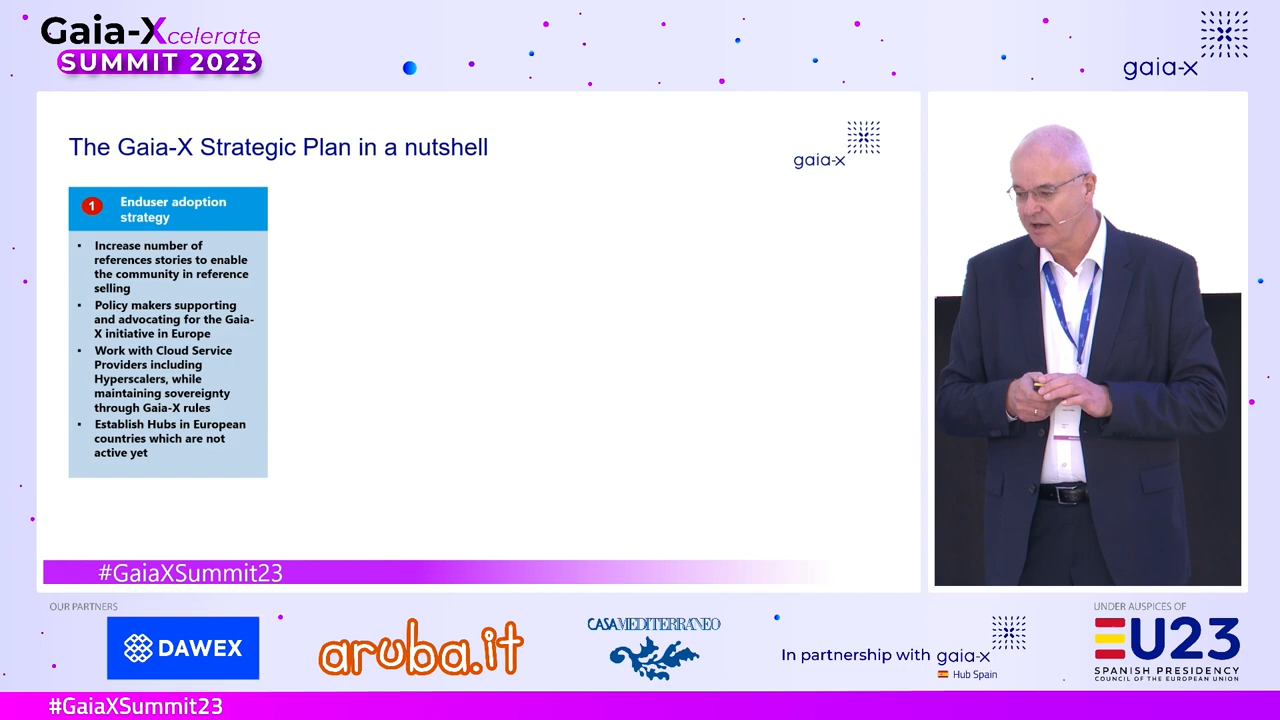 Gaia-Xcelerate
SUMMIT 2023
gaia-x
The Gaia-X Strategic Plan in a nutshell
gaia-x
1
Enduser adoption
strategy
• Increase number of
references stories to enable
the community in reference
selling
• Policy makers supporting
and advocating for the Gaia-
X initiative in Europe
• Work with Cloud Service
Providers including
Hyperscalers, while
maintaining sovereignty
through Gaia-X rules
• Establish Hubs in European
countries which are not
active yet
#GaiaXSummit23
OUR PARTNERS
DAWEX
aruba.it
CASAMEDITERRANEO
In partnership with gaia-x
Hub Spain
UNDER AUSPICES OF
EU23
SPANISH PRESIDENCY
COUNCIL OF THE EUROPEAN UNION
#GaiaXSummit23